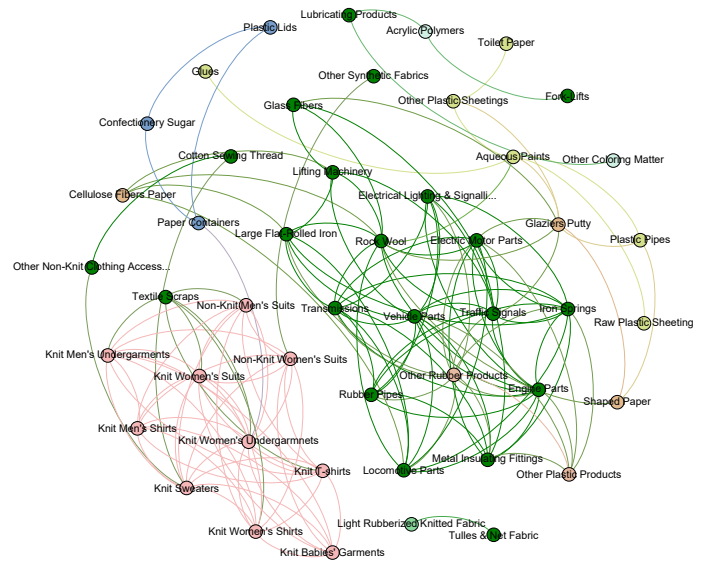 Lubricating Products
Plastic Lids
Acrylic Polymers
Toilet Paper
Glues
Other Synthetic Fabrics
Fork-Lifts
Other Plastic Sheetings
Glass Fibers
Confectionery Sugar
Cotton Sewing Thread
Aqueous Paints
Other Coloring Matter
Lifting Machinery
Cellulose Fibers Paper
Electrical Lighting & Signalli...
Paper Containers
Glaziers Putty
Large Flat-Rolled Iron
Rock Wool
Electric Motor Parts
Plastic Pipes
Other Non-Knit Clothing Access...
Textile Scraps
Non-Knit Men's Suits
Transmissions
Vehicle Parts
Traffic Signals
Iron Springs
Raw Plastic Sheeting
Knit Men's Undergarments
Non-Knit Women's Suits
Knit Women's Suits
Other Rubber Products
Rubber Pipes
Engine Parts
Shaped Paper
Knit Men's Shirts
Knit Women's Undergarmnets
Knit T-shirts
Locomotive Parts
Metal Insulating Fittings
Other Plastic Products
Knit Sweaters
Light Rubberized Knitted Fabric
Knit Women's Shirts
Tulles & Net Fabric
Knit Babies' Garments